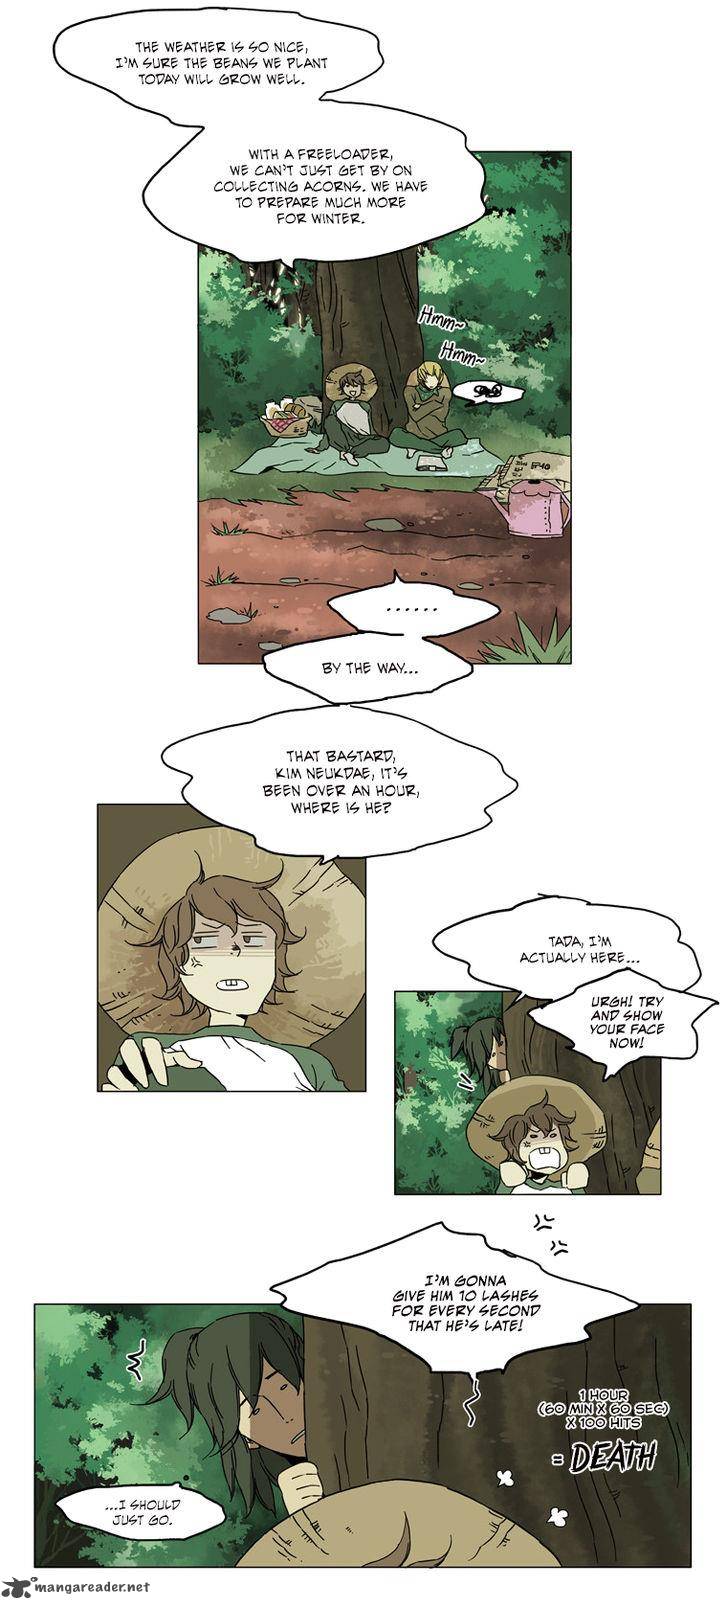 THE WEATHER IS SO NICE,
I'M SURE THE BEANS WE PLANT
TODAY WILL GROW WELL.
WITH A FREELOADER,
WE CAN'T JUST GET BY ON
COLLECTING ACORNS. WE HAVE
TO PREPARE MUCH MORE
FOR WINTER.
Hmm~
Hmm~
......
BY THE WAY...
THAT BASTARD,
KIM NEUKDAE, IT'S
BEEN OVER AN HOUR,
WHERE IS HE?
TADA, I'M
ACTUALLY HERE...
URGH! TRY
AND SHOW
YOUR FACE
NOW!
I'M GONNA
GIVE HIM 10 LASHES
FOR EVERY SECOND
THAT HE'S LATE!
1 HOUR
(60 MIN X 60 SEC)
X 100 HITS
= DEATH
...I SHOULD
JUST GO.
mangareader.net